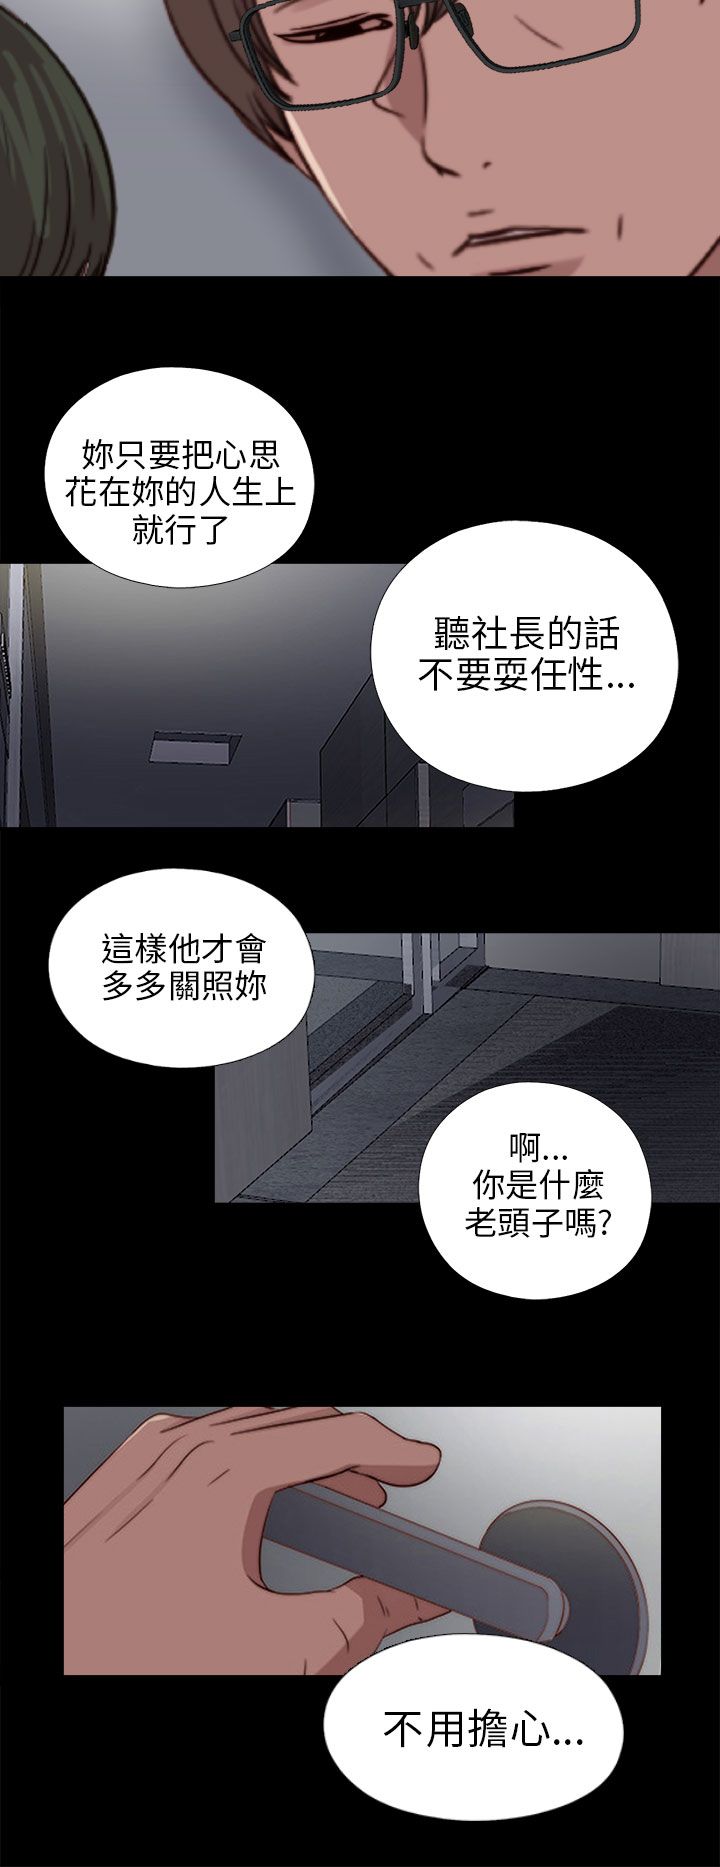 妳只要把心思
花在妳的人生上
就行了
聽社長的話
不要耍任性...
這樣他才會
多多關照妳
啊...
你是什麼
老頭子嗎?
不用擔心...